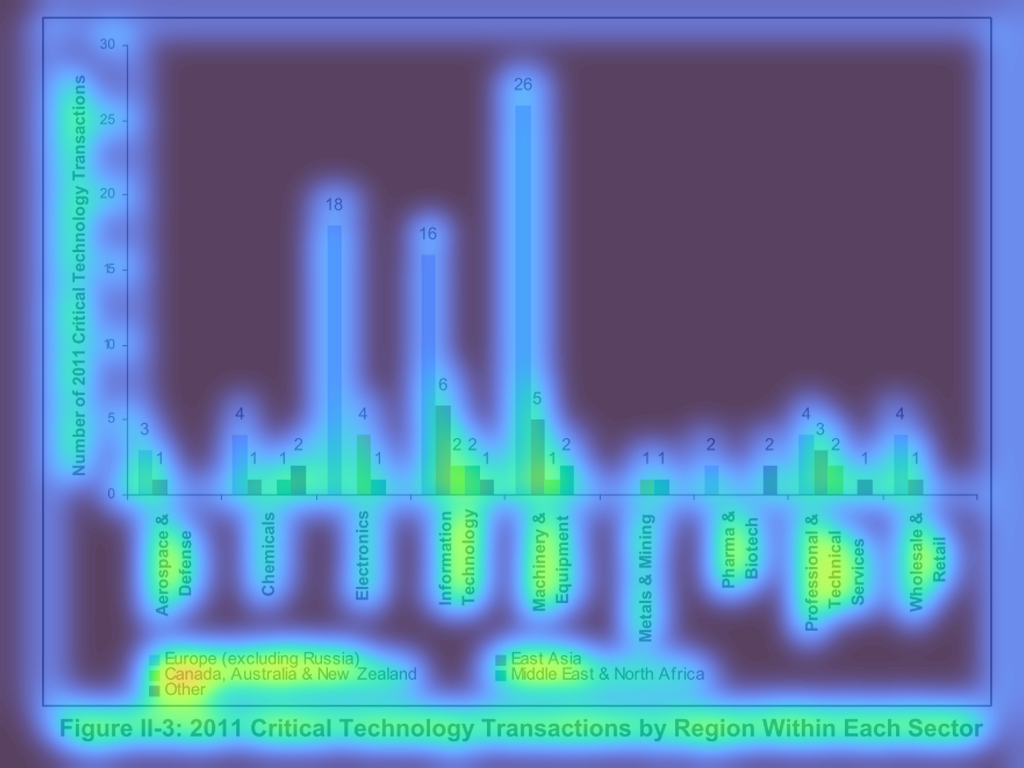 30
25
20
15
10
5
0
Number of 2011 Critical Technology Transactions
3 1
4 1 1 2
18 4 1
16 6 2 2 1
26 5 1 2
1 1
2 2
4 3 2 1
4 1
Aerospace &
Defense
Chemicals
Electronics
Information
Technology
Machinery &
Equipment
Metals & Mining
Pharma &
Biotech
Professional &
Technical
Services
Wholesale &
Retail
Europe (excluding Russia)
East Asia
Canada, Australia & New Zealand
Middle East & North Africa
Other
Figure II-3: 2011 Critical Technology Transactions by Region Within Each Sector